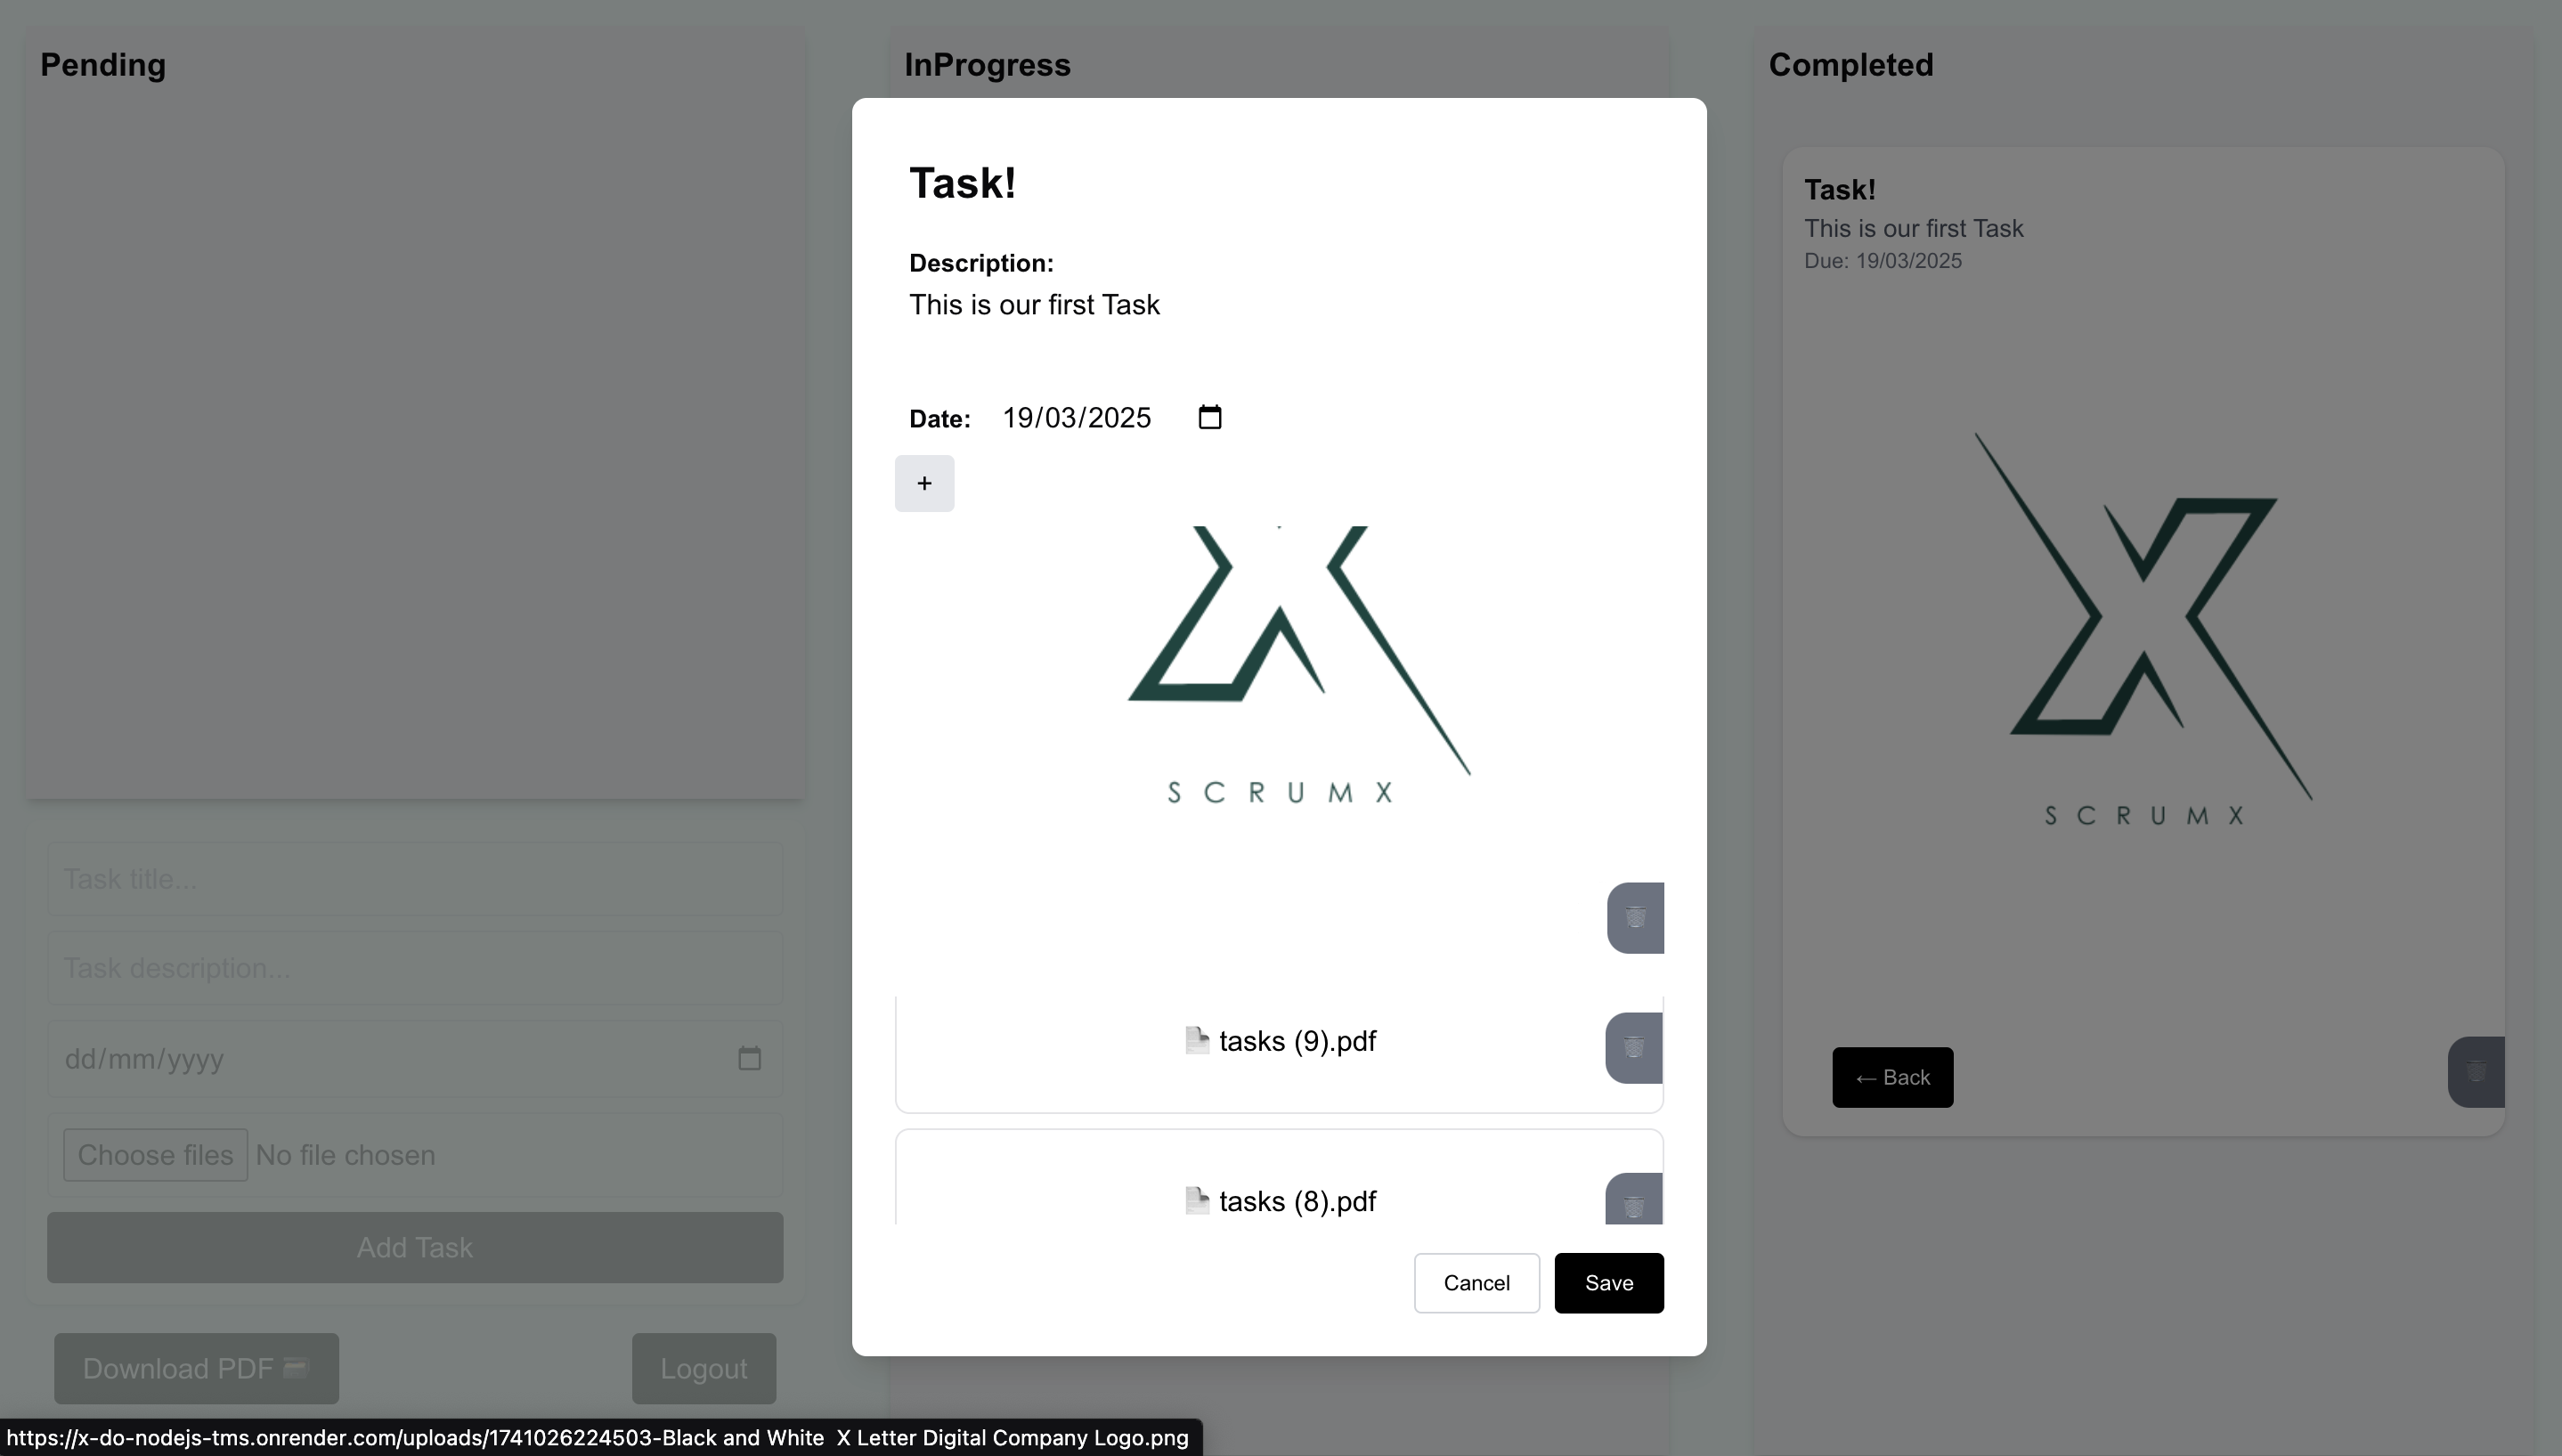 Pending
InProgress
Completed
Task!
Description:
This is our first Task
Date: 19/03/2025
+
SCRUMX
tasks (9).pdf
tasks (8).pdf
Cancel
Save
Task!
This is our first Task
Due: 19/03/2025
SCRUMX
← Back
Task title...
Task description...
dd/mm/yyyy
Choose files No file chosen
Add Task
Download PDF
Logout
https://x-do-nodejs-tms.onrender.com/uploads/1741026224503-Black and White  X Letter Digital Company Logo.png